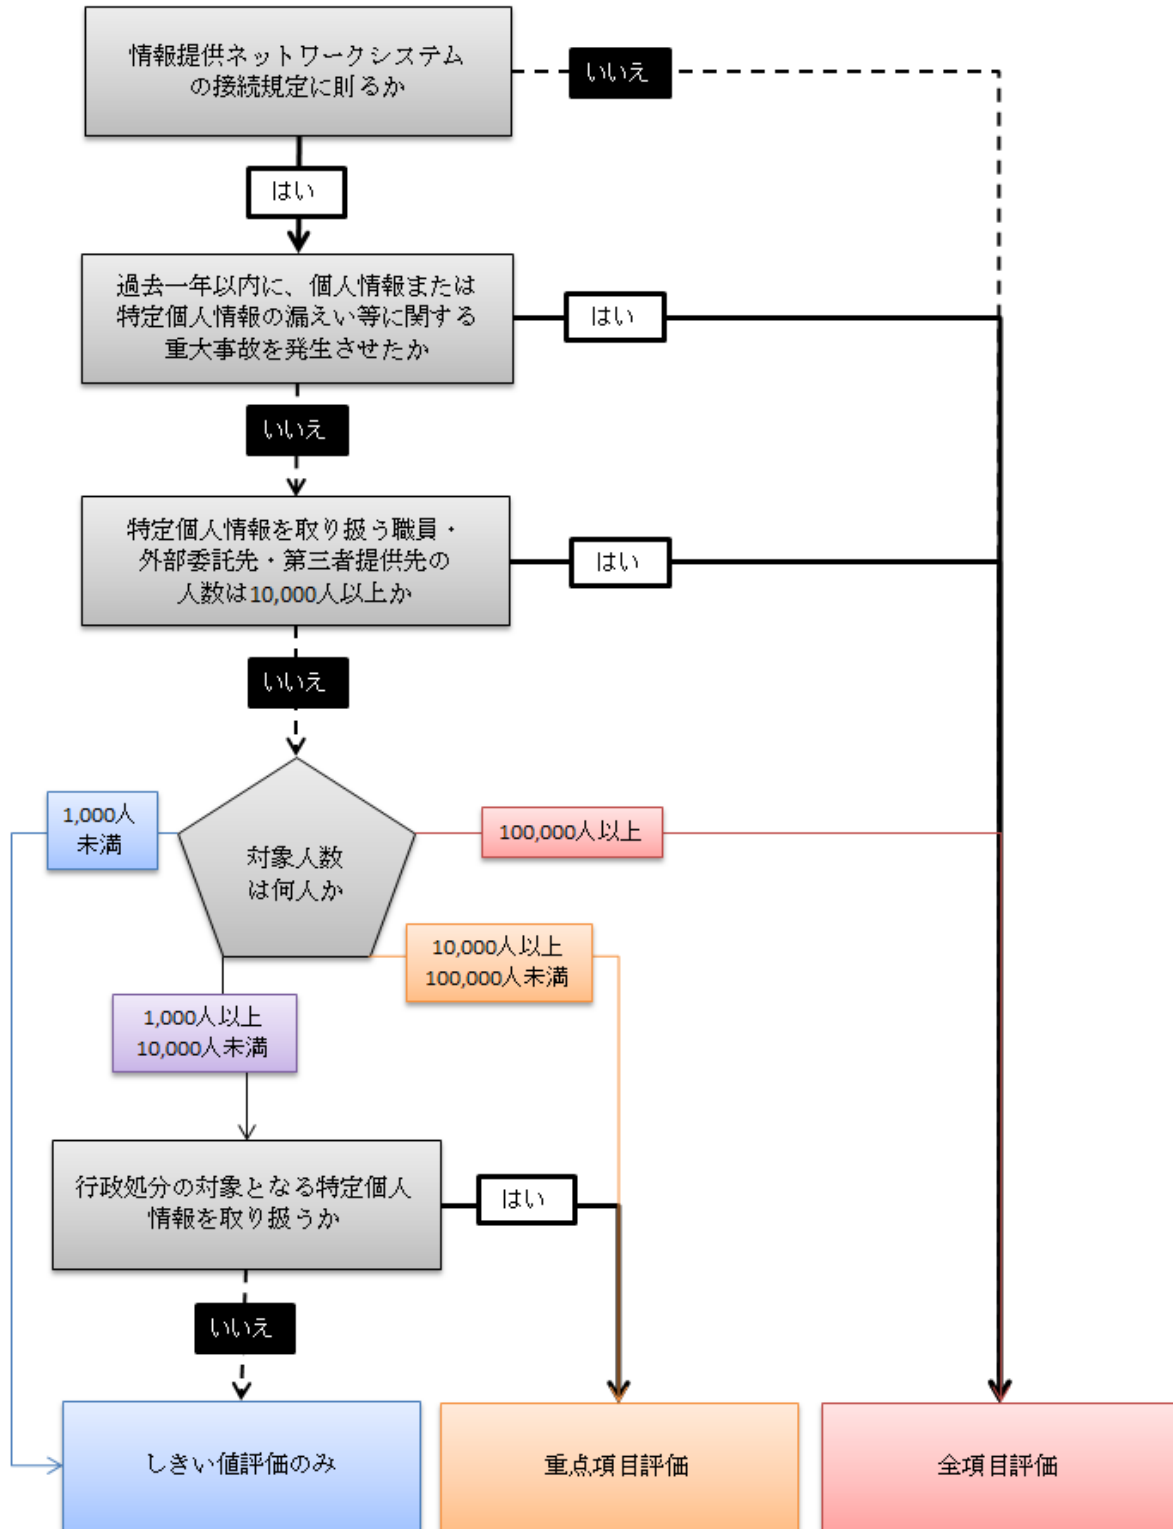 情報提供ネットワークシステム
の接続規定に則るか
いいえ
はい
過去一年以内に、個人情報または
特定個人情報の漏えい等に関する
重大事故を発生させたか
はい
いいえ
特定個人情報を取り扱う職員・
外部委託先・第三者提供先の
人数は10,000人以上か
はい
いいえ
1,000人
未満
対象人数
は何人か
100,000人以上
10,000人以上
100,000人未満
1,000人以上
10,000人未満
行政処分の対象となる特定個人
情報を取り扱うか
はい
いいえ
しきい値評価のみ
重点項目評価
全項目評価